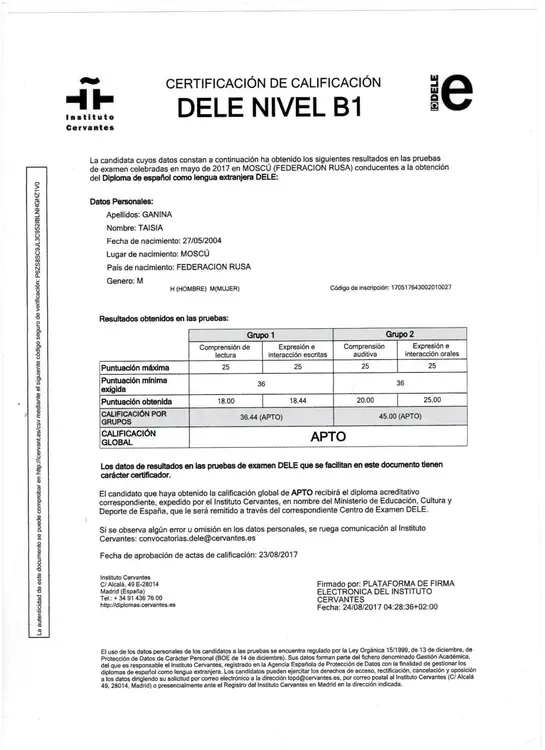 Instituto
Cervantes
CERTIFICACIÓN DE CALIFICACIÓN
DELE NIVEL B1
DELE
e
La candidata cuyos datos constan a continuación ha obtenido los siguientes resultados en las pruebas
de examen celebradas en mayo de 2017 en MOSCÚ (FEDERACION RUSA) conducentes a la obtención
del Diploma de español como lengua extranjera DELE:
Datos Personales:
Apellidos: GANINA
Nombre: TAISIA
Fecha de nacimiento: 27/05/2004
Lugar de nacimiento: MOSCÚ
País de nacimiento: FEDERACION RUSA
Genero: M
H (HOMBRE) M(MUJER)
Código de inscripción: 170517643002010027
Resultados obtenidos en las pruebas:
Grupo 1 Grupo 2
Comprensión de lectura Expresión e interacción escritas Comprensión auditiva Expresión e interacción orales
Puntuación máxima 25 25 25 25
Puntuación mínima exigida 36 36
Puntuación obtenida 18.00 18.44 20.00 25.00
CALIFICACIÓN POR GRUPOS 36.44 (APTO) 45.00 (APTO)
CALIFICACIÓN GLOBAL APTO
Los datos de resultados en las pruebas de examen DELE que se facilitan en este documento tienen
carácter certificador.
El candidato que haya obtenido la calificación global de APTO recibirá el diploma acreditativo
correspondiente, expedido por el Instituto Cervantes, en nombre del Ministerio de Educación, Cultura y
Deporte de España, que le será remitido a través del correspondiente Centro de Examen DELE.
Si se observa algún error u omisión en los datos personales, se ruega comunicación al Instituto
Cervantes: convocatorias.dele@cervantes.es
Fecha de aprobación de actas de calificación: 23/08/2017
Instituto Cervantes
C/ Alcalá, 49 E-28014
Madrid (España)
Tel.: + 34 91 436 76 00
http://diplomas.cervantes.es
Firmado por: PLATAFORMA DE FIRMA
ELECTRONICA DEL INSTITUTO
CERVANTES
Fecha: 24/08/2017 04:28:36+02:00
El uso de los datos personales de los candidatos a las pruebas se encuentra regulado por la Ley Orgánica 15/1999, de 13 de diciembre, de
Protección de Datos de Carácter Personal (BOE de 14 de diciembre). Sus datos forman parte del fichero denominado Gestión Académica,
del que es responsable el Instituto Cervantes, registrado en la Agencia Española de Protección de Datos con la finalidad de gestionar los
diplomas de español como lengua extranjera. Los candidatos pueden ejercitar los derechos de acceso, rectificación, cancelación y oposición
a los datos dirigiendo su solicitud por correo electrónico a la dirección lopd@cervantes.es, por correo postal al Instituto Cervantes (C/ Alcalá
49, 28014, Madrid) o presencialmente ante el Registro del Instituto Cervantes en Madrid en la dirección indicada.
La autenticidad de este documento se puede comprobar en http://icervant.es/csv mediante el siguiente código seguro de verificación: